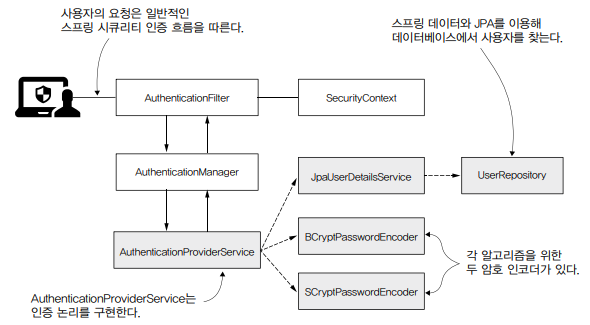 사용자의 요청은 일반적인
스프링 시큐리티 인증 흐름을 따른다.
스프링 데이터와 JPA를 이용해
데이터베이스에서 사용자를 찾는다.
AuthenticationFilter
SecurityContext
AuthenticationManager
JpaUserDetailsService
UserRepository
AuthenticationProviderService
BCryptPasswordEncoder
SCryptPasswordEncoder
각 알고리즘을 위한
두 암호 인코더가 있다.
AuthenticationProviderService는
인증 논리를 구현한다.